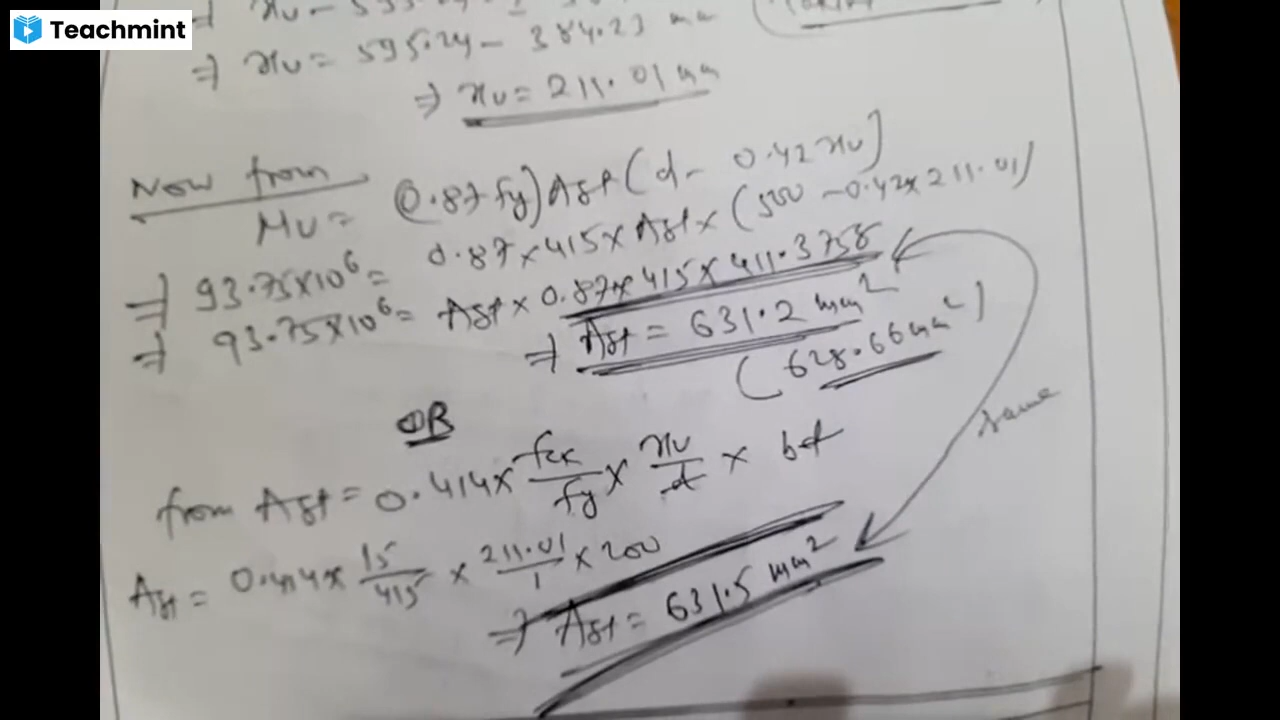 Teachmint
⇒ xu = 595.24 - 384.23 mm
⇒ xu = 211.01 mm
Now from
Mu = (0.87 fy) Ast (d - 0.42 xu)
⇒ 93.75×10⁶ = 0.87×415×Ast×(500 - 0.42×211.01)
⇒ 93.75×10⁶ = Ast × 0.87×415×411.3758
⇒ Ast = 631.2 mm²
(628.66 mm²)
same
OR
from Ast = 0.414 × fck/fy × xu/d × bd
Ast = 0.414 × 15/415 × 211.01/1 × 200
⇒ Ast = 631.5 mm²